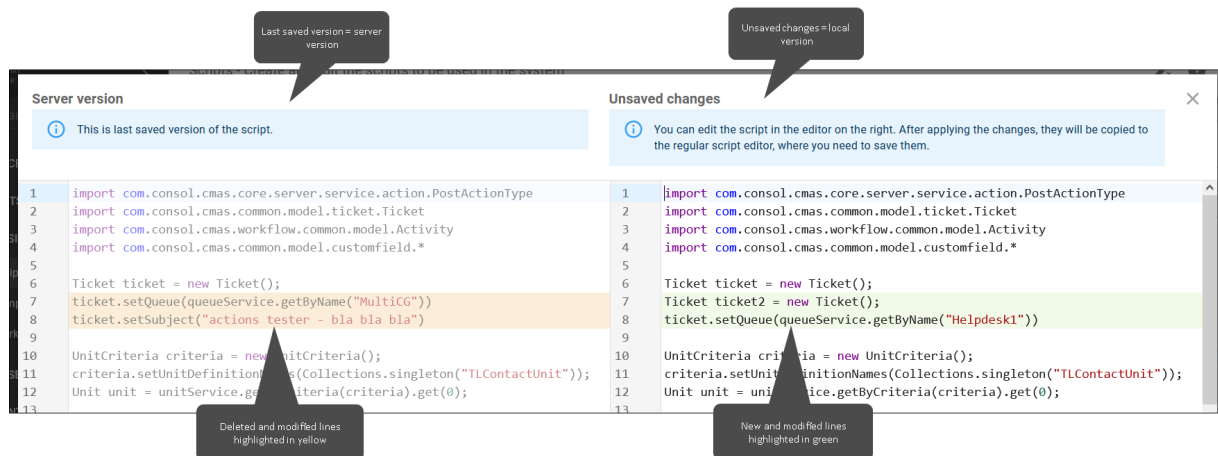 Last saved version = server
version
Unsaved changes = local
version
Server version
This is last saved version of the script.
1 import com.consol.cmas.core.server.service.action.PostActionType
2 import com.consol.cmas.common.model.ticket.Ticket
3 import com.consol.cmas.workflow.common.model.Activity
4 import com.consol.cmas.common.model.customfield.*
5
6 Ticket ticket = new Ticket();
7 ticket.setQueue(queueService.getByName("MultiCG"))
8 ticket.setSubject("actions tester - bla bla bla")
9
10 UnitCriteria criteria = new UnitCriteria();
11 criteria.setUnitDefinitionNames(Collections.singleton("TLContactUnit"));
12 Unit unit = unitService.getByCriteria(criteria).get(0);
13
Deleted and modified lines
highlighted in yellow
Unsaved changes
You can edit the script in the editor on the right. After applying the changes, they will be copied to
the regular script editor, where you need to save them.
1 import com.consol.cmas.core.server.service.action.PostActionType
2 import com.consol.cmas.common.model.ticket.Ticket
3 import com.consol.cmas.workflow.common.model.Activity
4 import com.consol.cmas.common.model.customfield.*
5
6 Ticket ticket = new Ticket();
7 Ticket ticket2 = new Ticket();
8 ticket.setQueue(queueService.getByName("Helpdesk1"))
9
10 UnitCriteria criteria = new UnitCriteria();
11 criteria.setUnitDefinitionNames(Collections.singleton("TLContactUnit"));
12 Unit unit = unitService.getByCriteria(criteria).get(0);
13
New and modified lines
highlighted in green